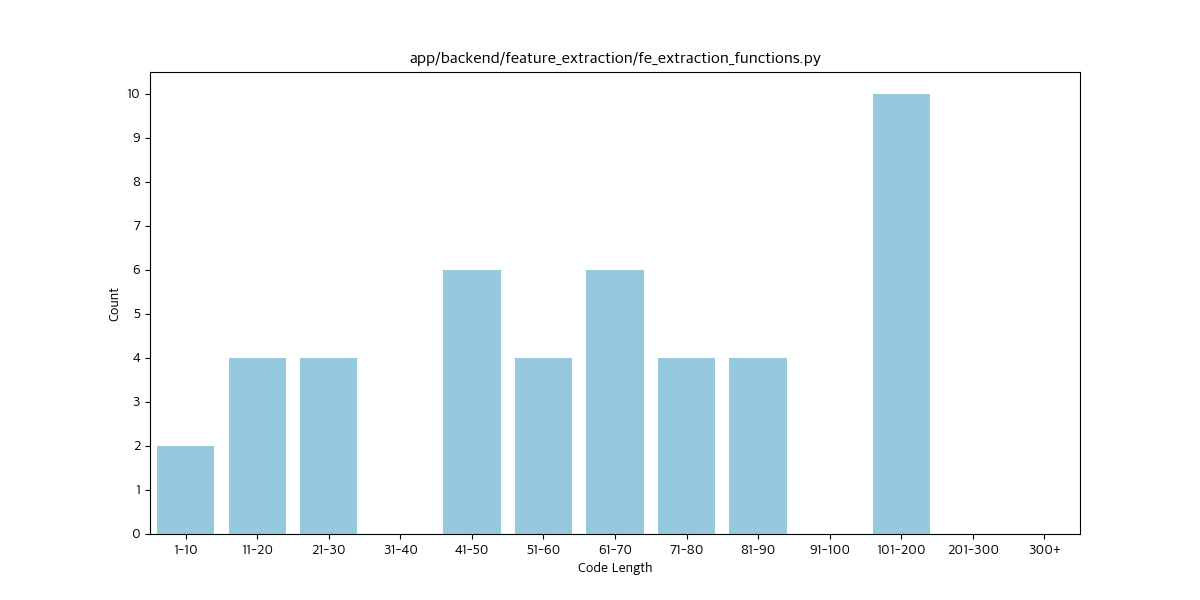 app/backend/feature_extraction/fe_extraction_functions.py
10
9
8
7
6
5
4
3
2
1
0
Count
1-10 11-20 21-30 31-40 41-50 51-60 61-70 71-80 81-90 91-100 101-200 201-300 300+
Code Length